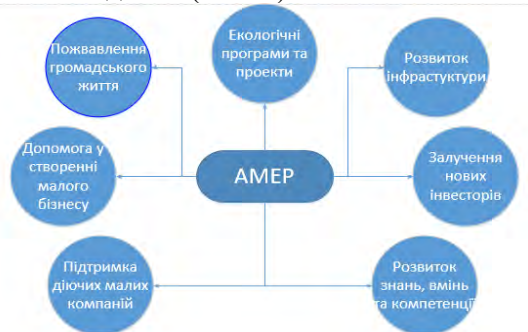 Пожвавлення
громадського
життя
Екологічні
програми та
проекти
Розвиток
інфрастуктури
Допомога у
створенні
малого
бізнесу
АМЕР
Залучення
нових
інвесторів
Підтримка
діючих малих
компаній
Розвиток
знань, вмінь
та компетенції